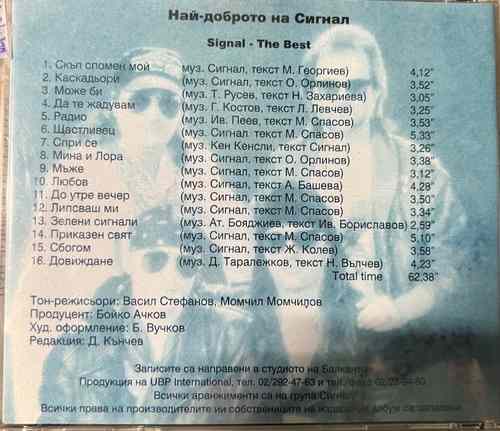 Най-доброто на Сигнал
Signal - The Best
1. Скъп спомен мой (муз. Сигнал, текст М. Георгиев) 4,12"
2. Каскадьори (муз. Сигнал, текст О. Орлинов) 3,52"
3. Може би (муз. Т. Русев, текст Н. Захариева) 3,05"
4. Да те жадувам (муз. Г. Костов, текст Л. Левчев) 3,25"
5. Радио (муз. Ив. Пеев, текст М. Спасов) 3,53"
6. Щастливец (муз. Сигнал. текст М. Спасов) 5,33"
7. Спри се (муз. Кен Кенсли, текст Сигнал) 3,26"
8. Мина и Лора (муз. Сигнал, текст О. Орлинов) 3,38"
9. Мъже (муз. Сигнал, текст М. Спасов) 3,12"
10. Любов (муз. Сигнал, текст А. Башева) 4,28"
11. До утре вечер (муз. Сигнал, текст М. Спасов) 3,50"
12. Липсваш ми (муз. Сигнал, текст М. Спасов) 3,34"
13. Зелени сигнали (муз. Ат. Бояджиев, текст Ив. Бориславов) 2,59"
14. Приказен свят (муз. Сигнал, текст М. Спасов) 5,10"
15. Сбогом (муз. Сигнал, текст Ж. Колев) 3,58"
16. Довиждане (муз. Д. Таралежков, текст Н. Вълчев) 4,23"
Total time 62,38"
Тон-режисьори: Васил Стефанов, Момчил Момчилов
Продуцент: Бойко Ачков
Худ. оформление: Б. Вучков
Редакция: Д. Кънчев
Записите са направени в студиото на
Продукция на UBP International, тел. 02/292-47-63 и тел.
Всички аранжименти са на група
Всички права на производителите и собствениците на